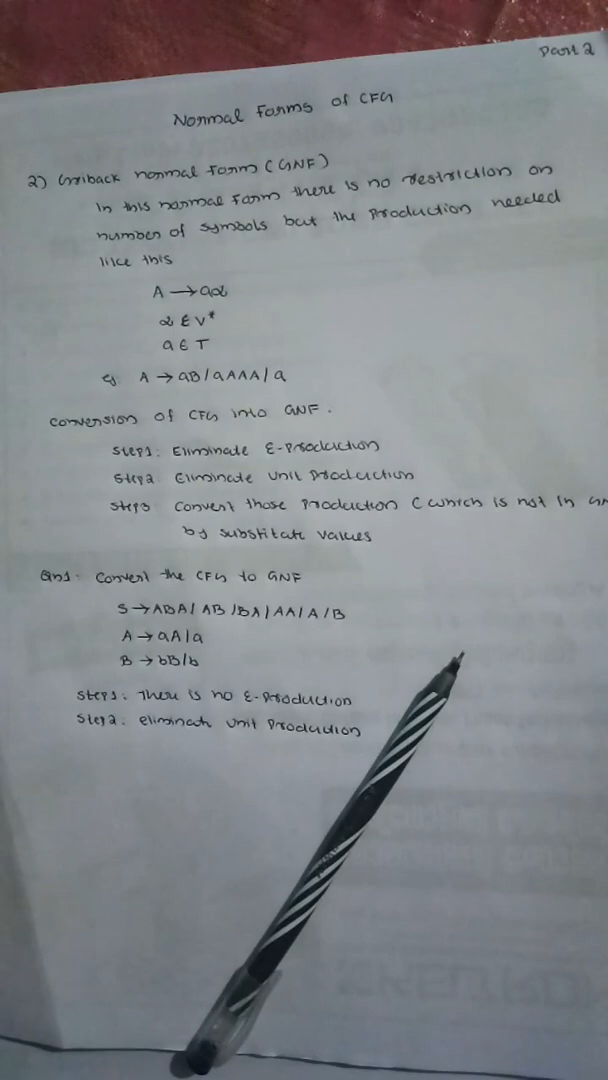 Part 2
Normal Forms of CFG
2) Griback normal form (GNF)
In this normal form there is no restriction on
number of symbols but the production needed
like this
A → aα
α ∈ V*
a ∈ T
eg A → aB/aAAA/a
Conversion of CFG into GNF.
Step1: Eliminate ε-production
Step2 Eliminate unit production
Step3 Convert those production (which is not in GN
by substitute values
Qn1: Convert the CFG to GNF
S → ABA/AB/BA/AA/A/B
A → aA/a
B → bB/b
Step1: There is no ε-production
Step2: eliminate unit production